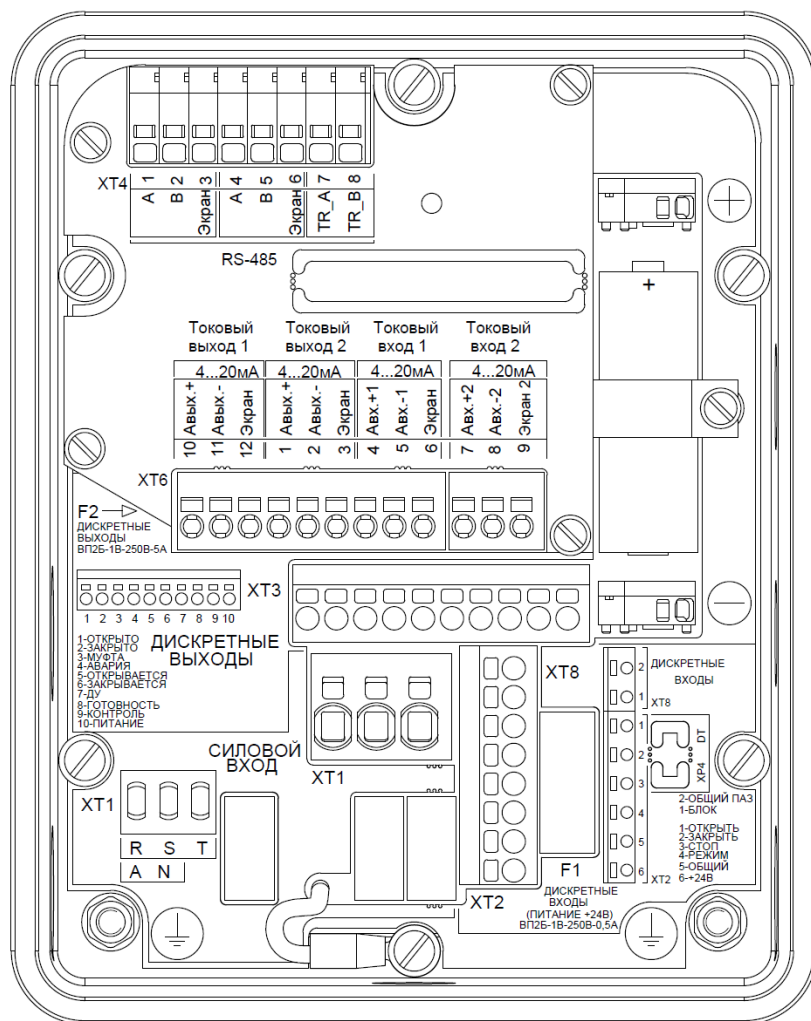 XT4
1 2 3 4 5 6 7 8
A B Экран A B Экран TR_A TR_B
RS-485
+
Токовый выход 1
Токовый выход 2
Токовый вход 1
Токовый вход 2
4...20мА 4...20мА 4...20мА 4...20мА
Авых.+ Авых.- Экран Авых.+ Авых.- Экран Авх.+1 Авх.-1 Экран Авх.+2 Авх.-2 Экран 2
10 11 12 1 2 3 4 5 6 7 8 9
XT6
F2
ДИСКРЕТНЫЕ
ВЫХОДЫ
ВП2Б-1В-250В-5А
XT3
1 2 3 4 5 6 7 8 9 10
1-ОТКРЫТО
2-ЗАКРЫТО
3-МУФТА
4-АВАРИЯ
5-ОТКРЫВАЕТСЯ
6-ЗАКРЫВАЕТСЯ
7-ДУ
8-ГОТОВНОСТЬ
9-КОНТРОЛЬ
10-ПИТАНИЕ
ДИСКРЕТНЫЕ
ВЫХОДЫ
СИЛОВОЙ
ВХОД
XT1
XT1
R S T
A N
XT8
XT2
F1
ДИСКРЕТНЫЕ
ВХОДЫ
(ПИТАНИЕ +24В)
ВП2Б-1В-250В-0,5А
2
1
ДИСКРЕТНЫЕ
ВХОДЫ
XT8
1
2
3
4
5
6
XT2
DT
XP4
2-ОБЩИЙ ПАЗ
1-БЛОК
1-ОТКРЫТЬ
2-ЗАКРЫТЬ
3-СТОП
4-РЕЖИМ
5-ОБЩИЙ
6-+24В